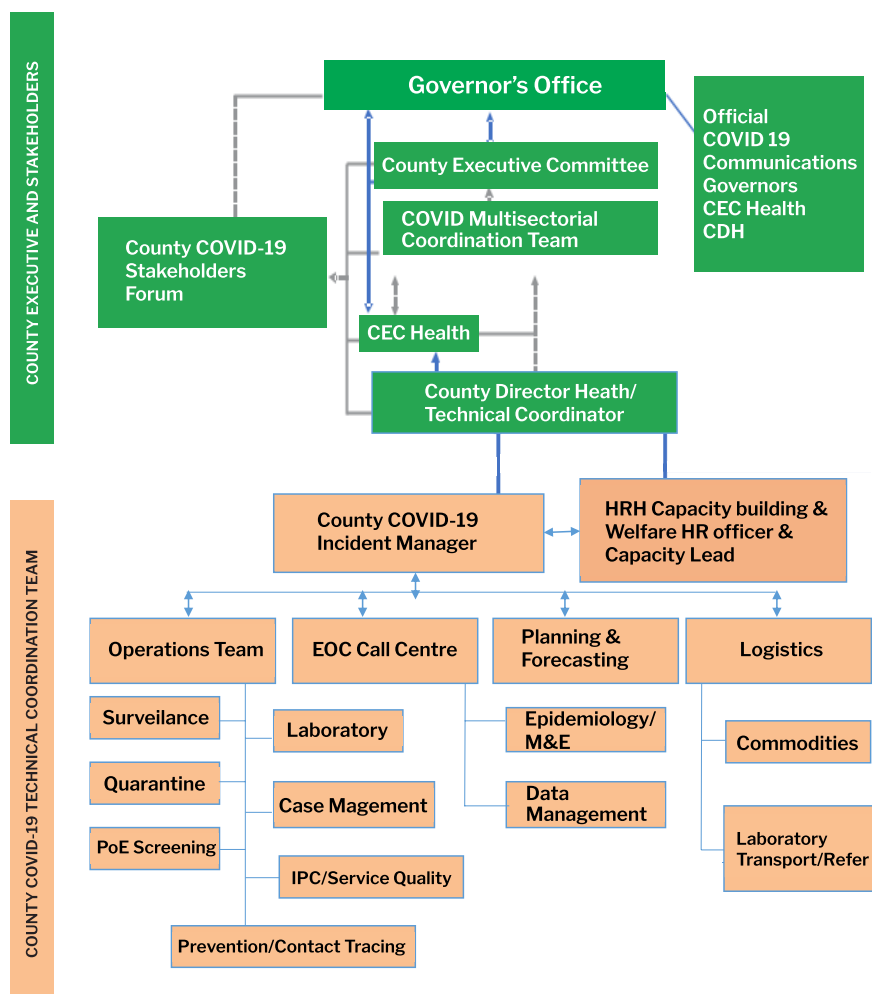 COUNTY EXECUTIVE AND STAKEHOLDERS
Governor's Office
Official
COVID 19
Communications
Governors
CEC Health
CDH
County Executive Committee
COVID Multisectorial
Coordination Team
County COVID-19
Stakeholders
Forum
CEC Health
County Director Heath/
Technical Coordinator
COUNTY COVID-19 TECHNICAL COORDINATION TEAM
County COVID-19
Incident Manager
HRH Capacity building &
Welfare HR officer &
Capacity Lead
Operations Team
EOC Call Centre
Planning &
Forecasting
Logistics
Surveilance
Laboratory
Quarantine
Case Magement
PoE Screening
IPC/Service Quality
Prevention/Contact Tracing
Epidemiology/
M&E
Data
Management
Commodities
Laboratory
Transport/Refer